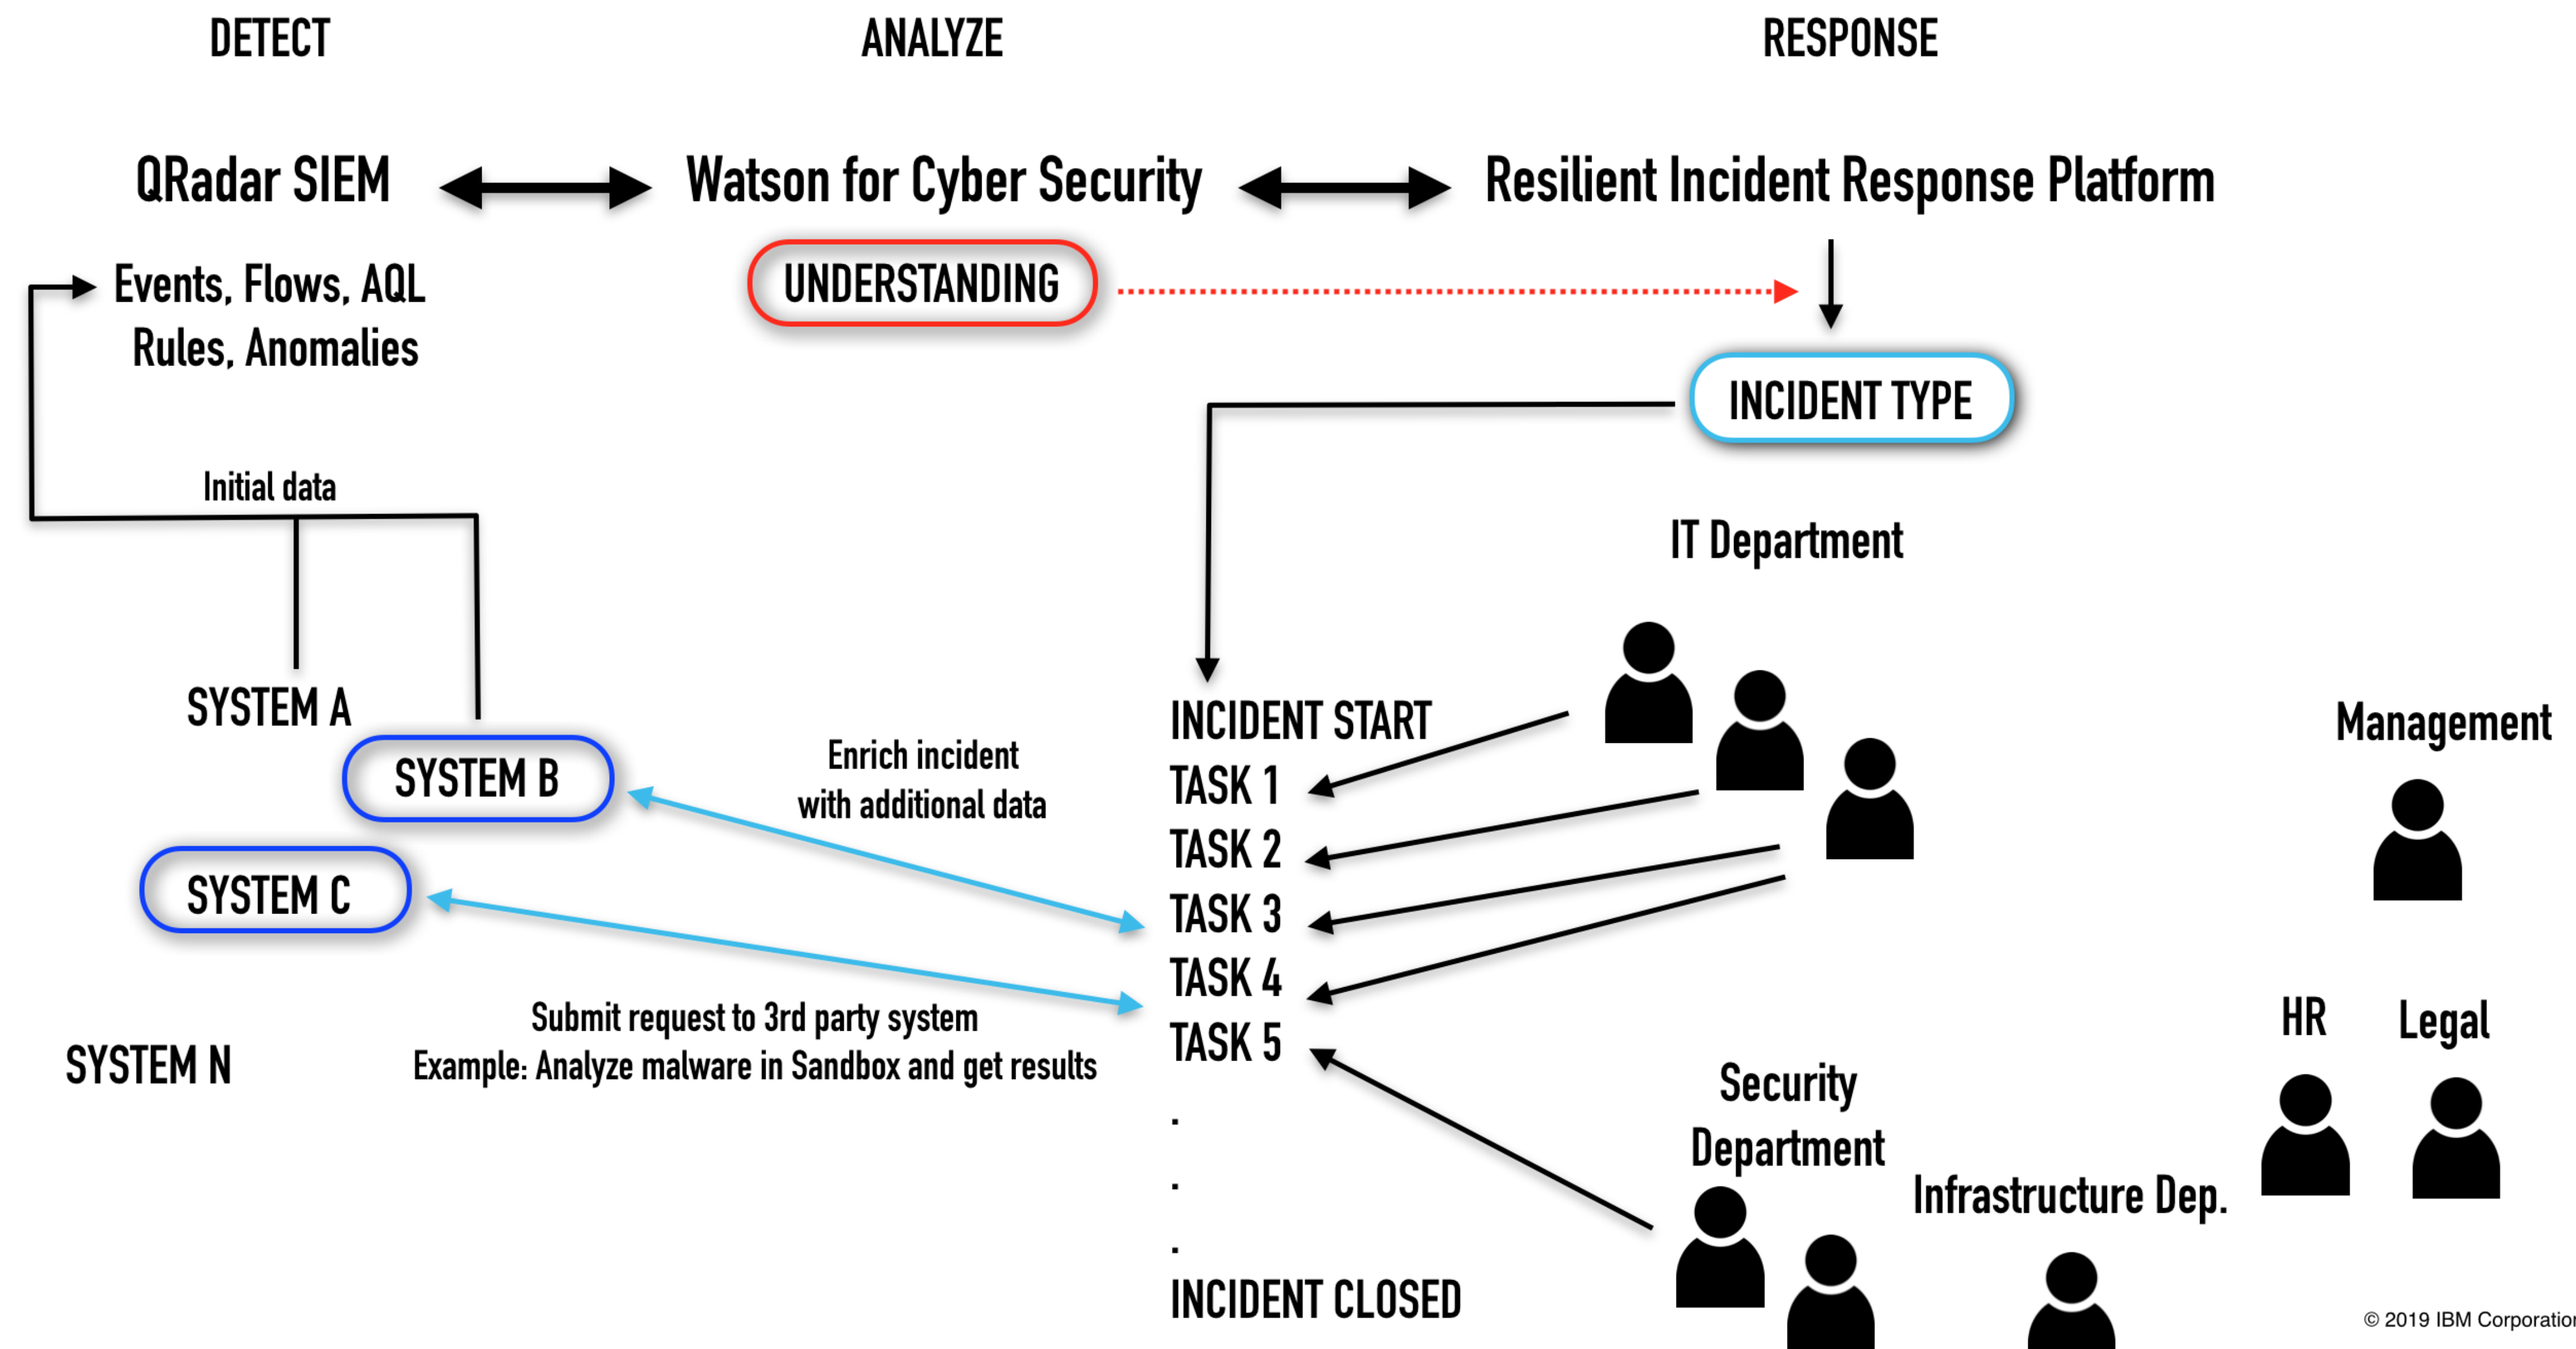 DETECT
ANALYZE
RESPONSE
QRadar SIEM
Watson for Cyber Security
Resilient Incident Response Platform
Events, Flows, AQL
Rules, Anomalies
UNDERSTANDING
INCIDENT TYPE
Initial data
IT Department
SYSTEM A
SYSTEM B
SYSTEM C
SYSTEM N
Enrich incident
with additional data
Submit request to 3rd party system
Example: Analyze malware in Sandbox and get results
INCIDENT START
TASK 1
TASK 2
TASK 3
TASK 4
TASK 5
.
.
.
INCIDENT CLOSED
Management
HR
Legal
Security
Department
Infrastructure Dep.
© 2019 IBM Corporation